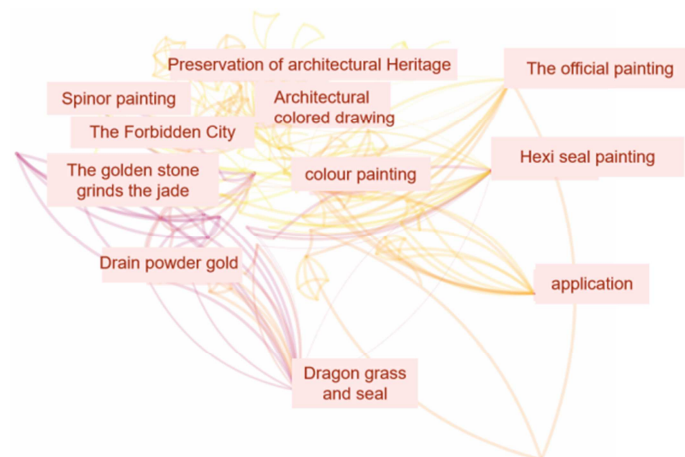 Preservation of architectural Heritage
The official painting
Spinor painting
Architectural
colored drawing
The Forbidden City
Hexi seal painting
The golden stone
grinds the jade
colour painting
Drain powder gold
application
Dragon grass
and seal